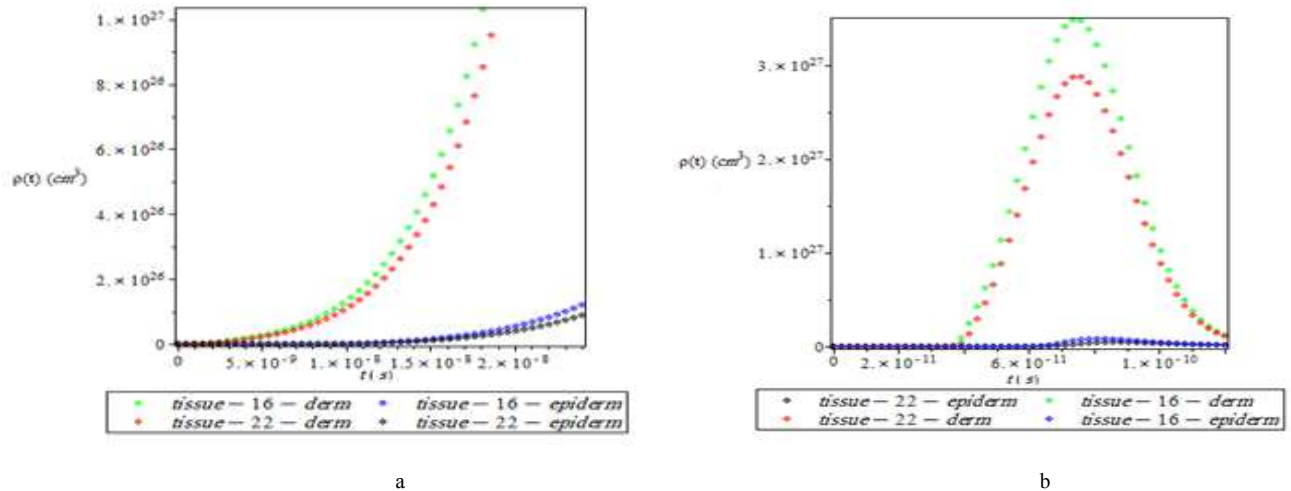 1. × 10^27
8. × 10^26
6. × 10^26
ρ(t) (cm^3)
4. × 10^26
2. × 10^26
0
0 5. × 10^-9 1. × 10^-8 1.5 × 10^-8 2. × 10^-8
t(s)
tissue – 16 – derm tissue – 16 – epiderm
tissue – 22 – derm tissue – 22 – epiderm
a
3. × 10^27
ρ(t) (cm^3)
2. × 10^27
1. × 10^27
0
0 2. × 10^-11 6. × 10^-11 1. × 10^-10
t(s)
tissue – 22 – epiderm tissue – 16 – derm
tissue – 22 – derm tissue – 16 – epiderm
b